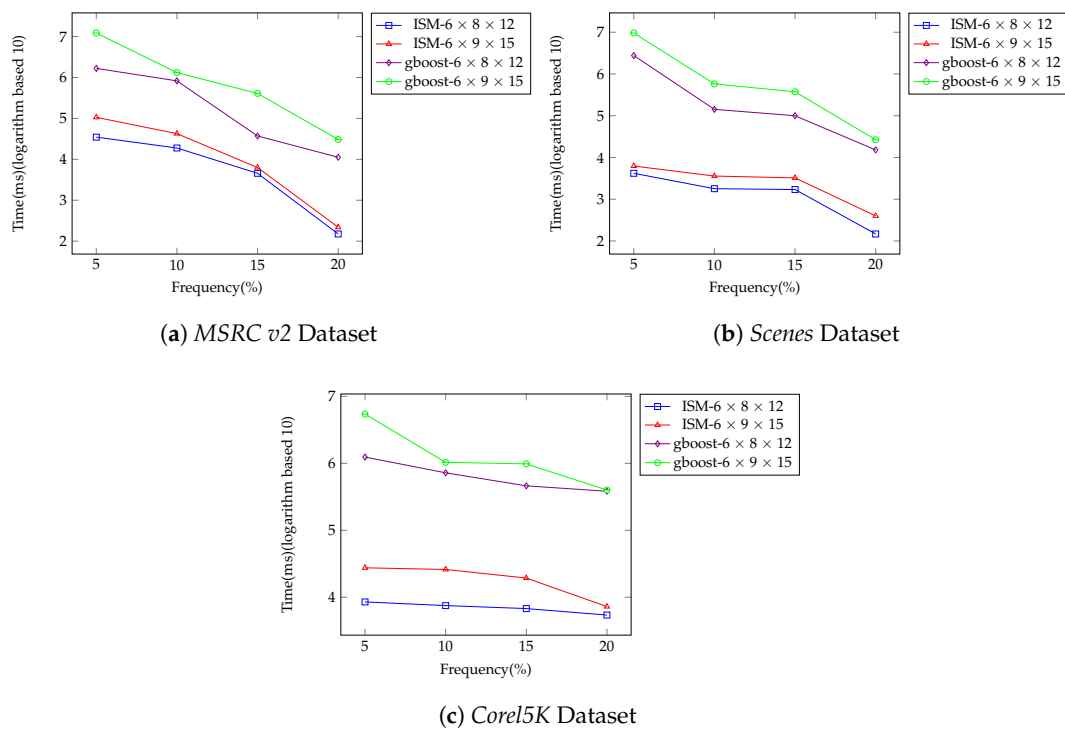 7
6
5
4
3
2
5
10
15
20
Time(ms)(logarithm based 10)
Frequency(%)
ISM-6 × 8 × 12
ISM-6 × 9 × 15
gboost-6 × 8 × 12
gboost-6 × 9 × 15
(a) MSRC v2 Dataset
7
6
5
4
3
2
5
10
15
20
Time(ms)(logarithm based 10)
Frequency(%)
ISM-6 × 8 × 12
ISM-6 × 9 × 15
gboost-6 × 8 × 12
gboost-6 × 9 × 15
(b) Scenes Dataset
7
6
5
4
5
10
15
20
Time(ms)(logarithm based 10)
Frequency(%)
ISM-6 × 8 × 12
ISM-6 × 9 × 15
gboost-6 × 8 × 12
gboost-6 × 9 × 15
(c) Corel5K Dataset